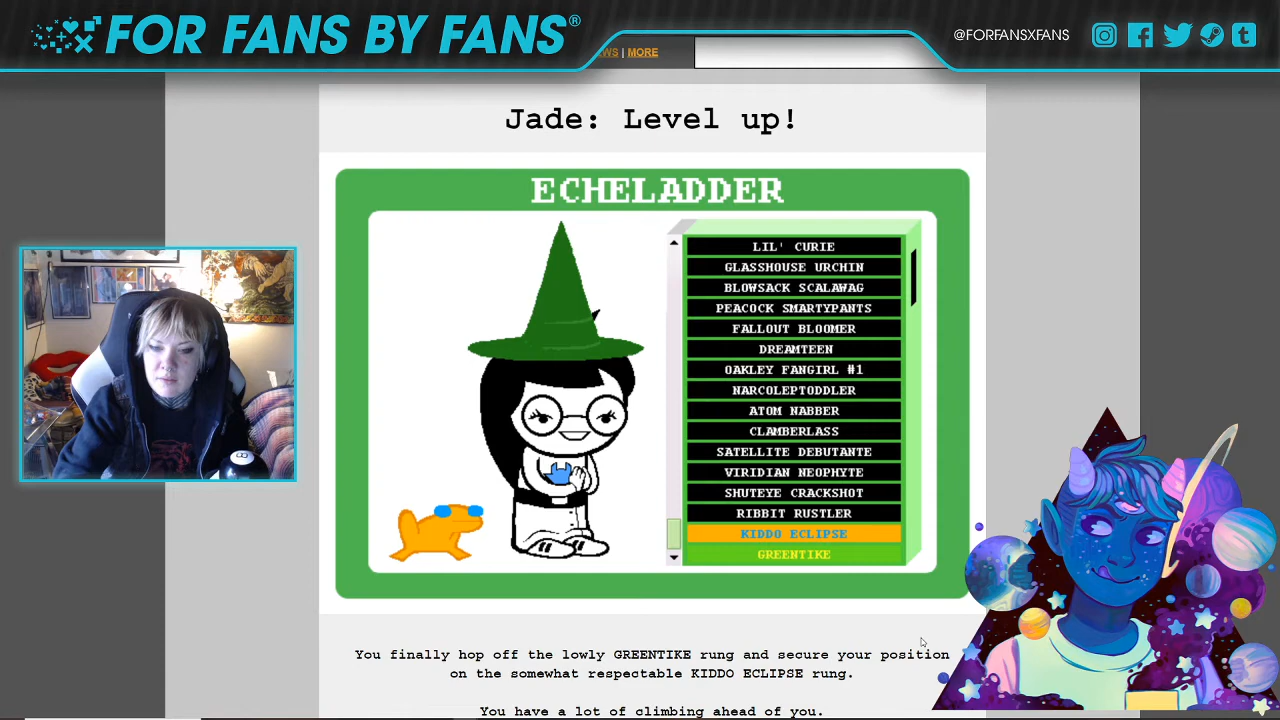 FOR FANS BY FANS®
@FORFANSXFANS
WS | MORE
Jade: Level up!
ECHELADDER
LIL' CURIE
GLASSHOUSE URCHIN
BLOWSACK SCALAWAG
PEACOCK SMARTYPANTS
FALLOUT BLOOMER
DREAMTEEN
OAKLEY FANGIRL #1
NARCOLEPTODDLER
ATOM NABBER
CLAMBERLASS
SATELLITE DEBUTANTE
VIRIDIAN NEOPHYTE
SHUTEYE CRACKSHOT
RIBBIT RUSTLER
KIDDO ECLIPSE
GREENTIKE
8
You finally hop off the lowly GREENTIKE rung and secure your position
on the somewhat respectable KIDDO ECLIPSE rung.
You have a lot of climbing ahead of you.